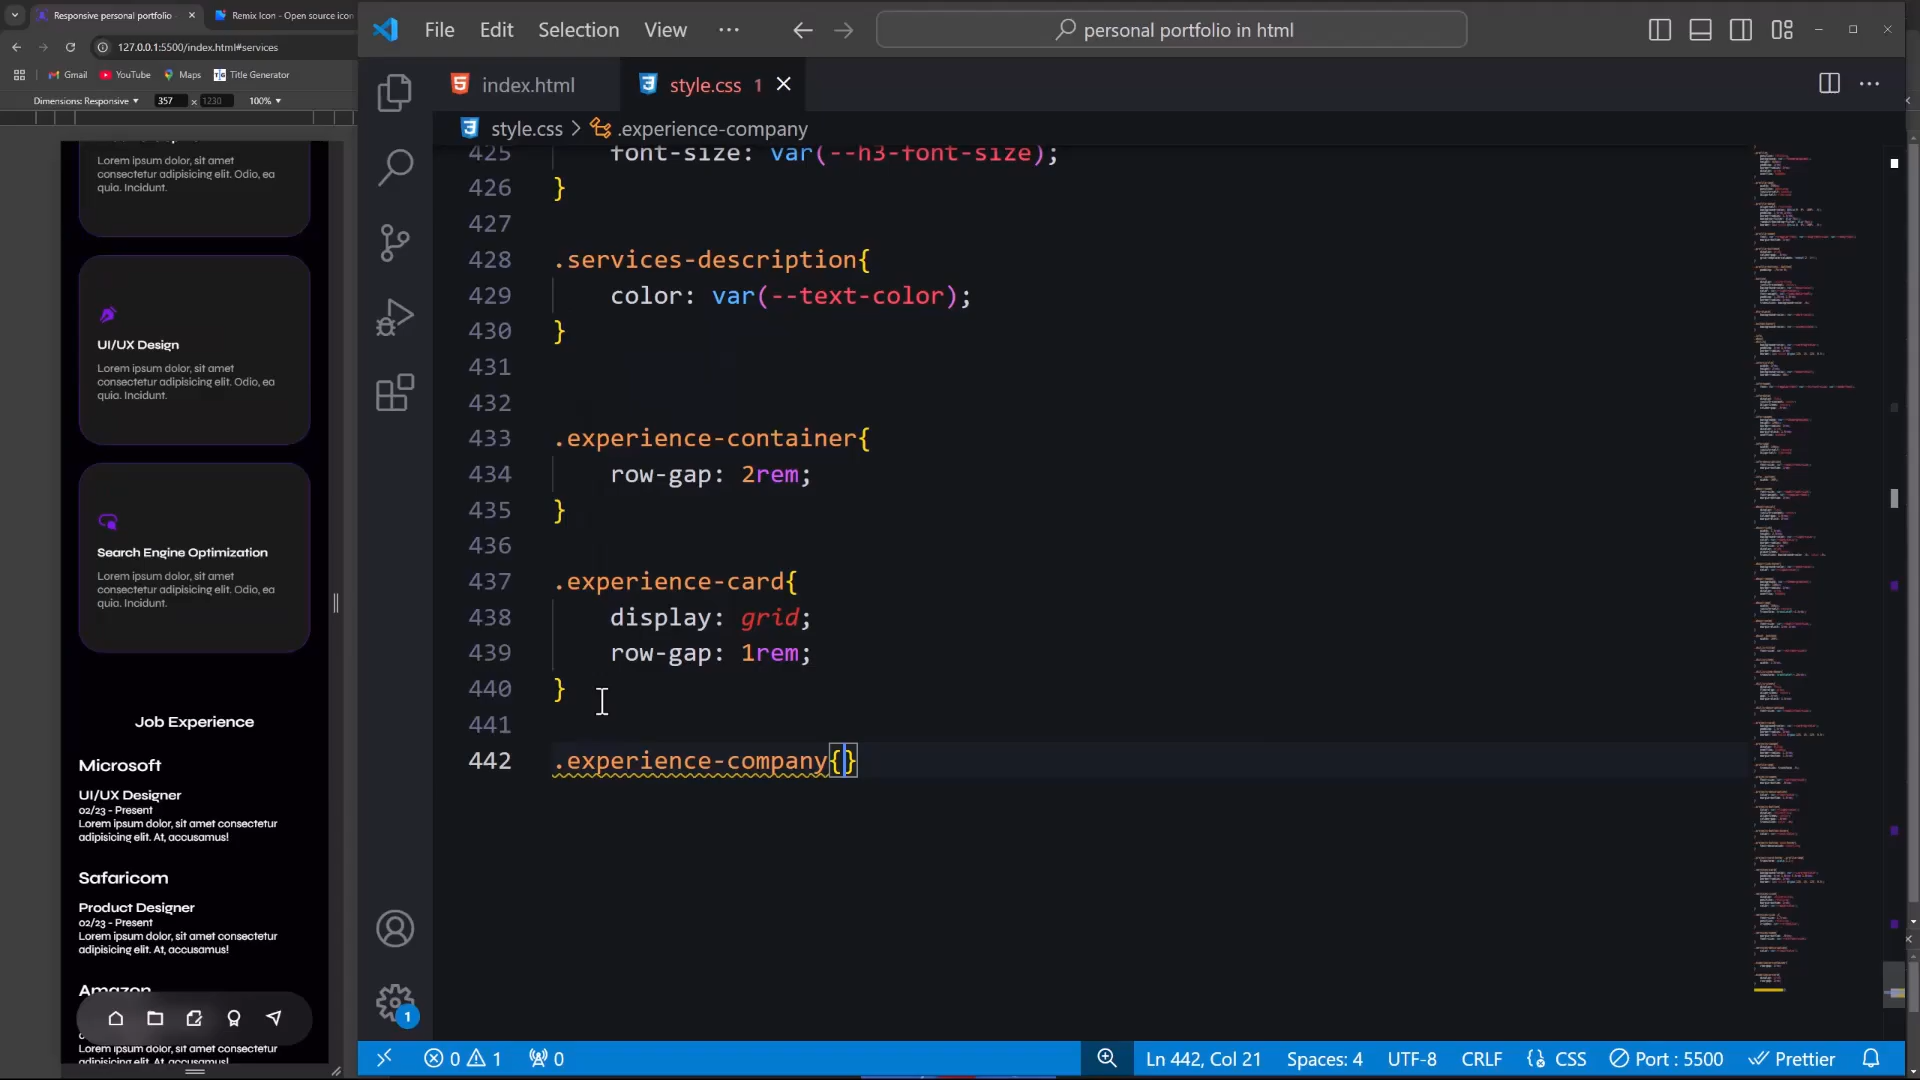 Responsive personal portfolio
Remix Icon - Open source icon
127.0.0.1:5500/index.html#services
Gmail
YouTube
Maps
Title Generator
Dimensions: Responsive
357
x
1230
100%
Lorem ipsum dolor, sit amet
consectetur adipisicing elit. Odio, ea
quia. Incidunt.
UI/UX Design
Lorem ipsum dolor, sit amet
consectetur adipisicing elit. Odio, ea
quia. Incidunt.
Search Engine Optimization
Lorem ipsum dolor, sit amet
consectetur adipisicing elit. Odio, ea
quia. Incidunt.
Job Experience
Microsoft
UI/UX Designer
02/23 - Present
Lorem ipsum dolor, sit amet consectetur
adipisicing elit. At, accusamus!
Safaricom
Product Designer
02/23 - Present
Lorem ipsum dolor, sit amet consectetur
adipisicing elit. At, accusamus!
Amazon
Lorem ipsum dolor, sit amet consectetur
File Edit Selection View ···
personal portfolio in html
index.html
style.css 1
style.css > .experience-company
425 font-size: var(--h3-font-size);
426 }
427
428 .services-description{
429 color: var(--text-color);
430 }
431
432
433 .experience-container{
434 row-gap: 2rem;
435 }
436
437 .experience-card{
438 display: grid;
439 row-gap: 1rem;
440 }
441
442 .experience-company{}
1
0 1 0
Ln 442, Col 21 Spaces: 4 UTF-8 CRLF CSS Port : 5500 Prettier